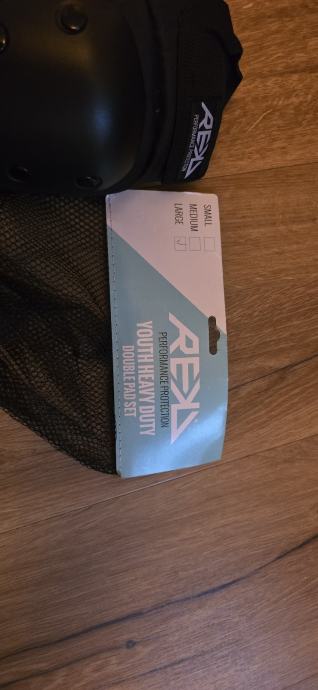 REKD
PERFORMANCE PROTECTION
SMALL
MEDIUM
LARGE
REKD
PERFORMANCE PROTECTION
YOUTH HEAVY DUTY
DOUBLE PAD SET